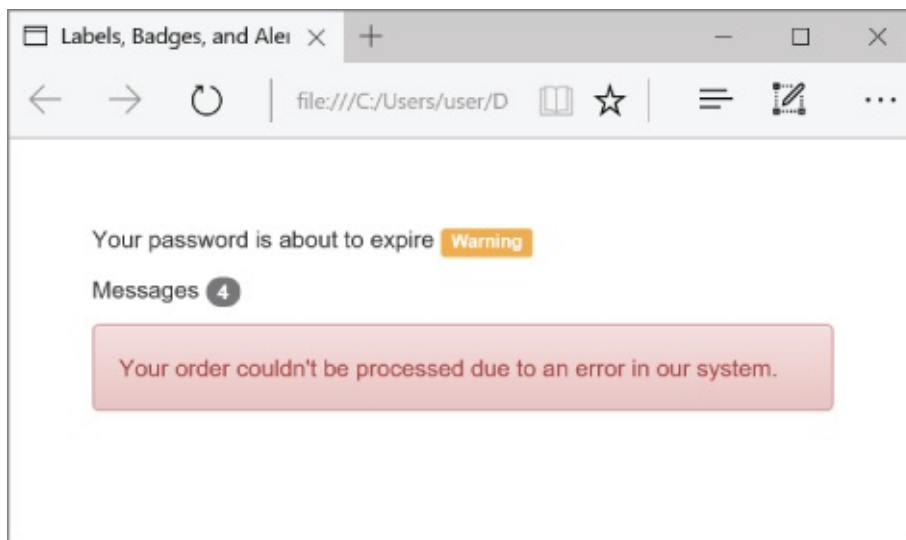 Labels, Badges, and Aler
file:///C:/Users/user/D
Your password is about to expire Warning
Messages 4
Your order couldn't be processed due to an error in our system.